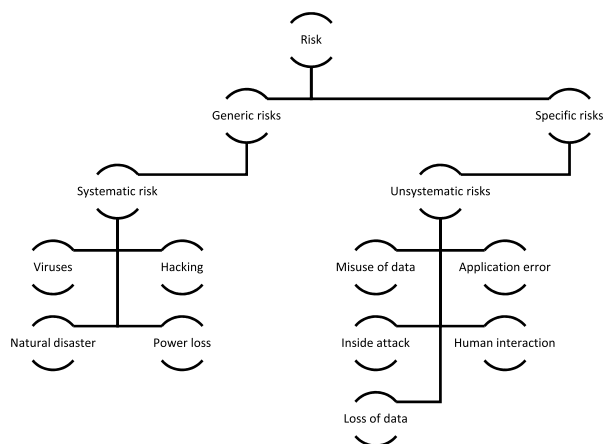 Risk
Generic risks
Specific risks
Systematic risk
Unsystematic risks
Viruses
Hacking
Misuse of data
Application error
Natural disaster
Power loss
Inside attack
Human interaction
Loss of data